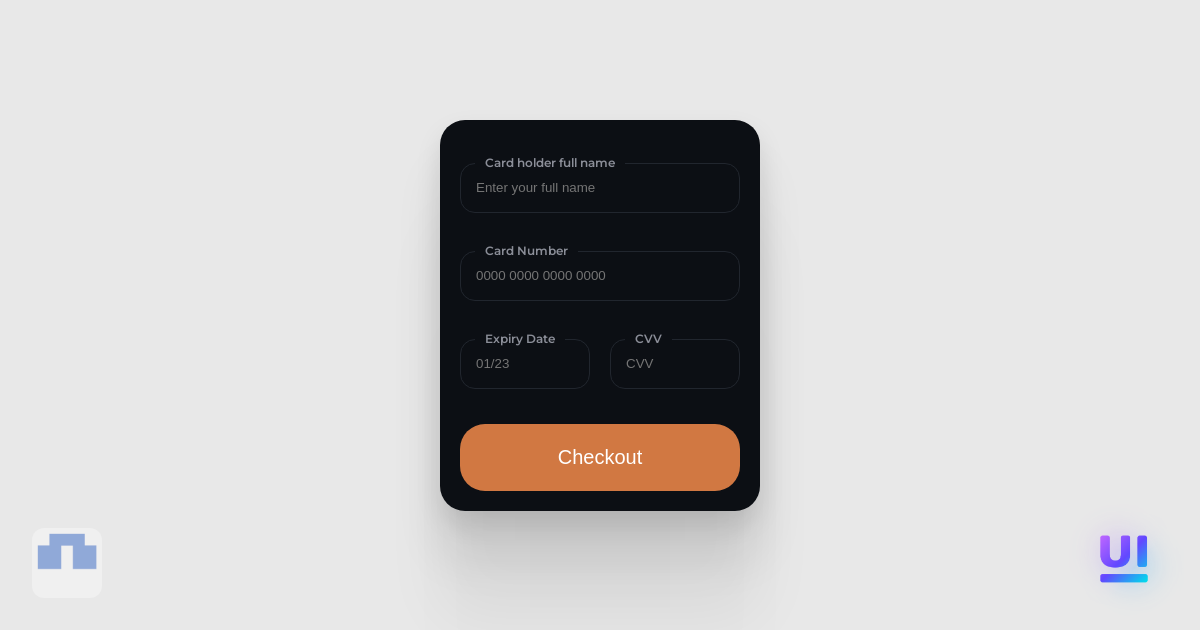 Card holder full name
Enter your full name
Card Number
0000 0000 0000 0000
Expiry Date
CVV
01/23
CVV
Checkout
UI